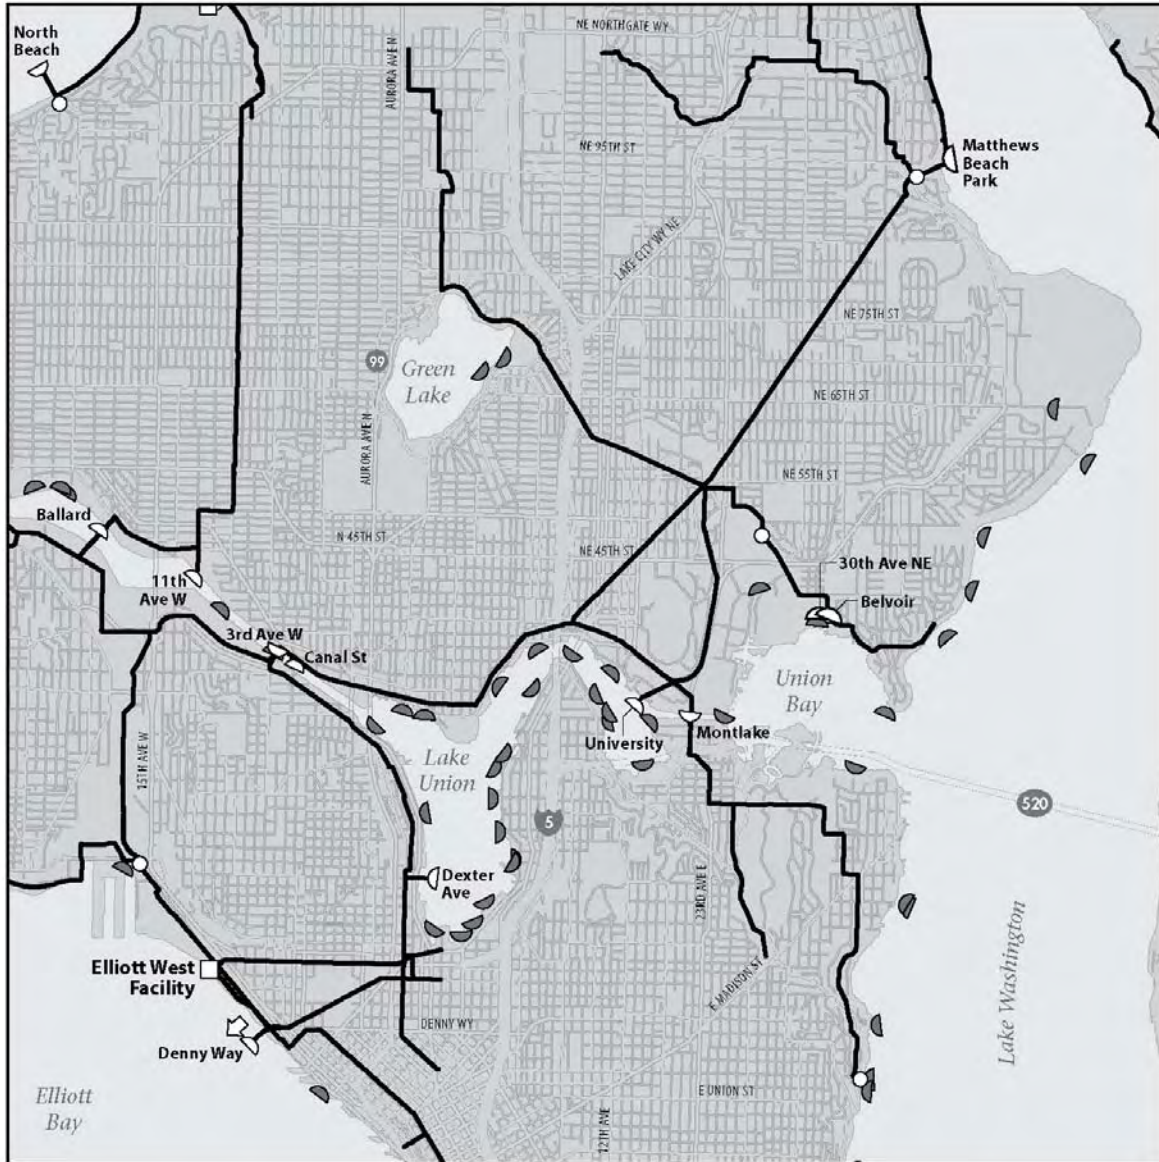 North
Beach
NE NORTHGATE WY
AURORA AVE N
NE 95TH ST
Matthews
Beach
Park
LAKE CITY WY NE
NE 75TH ST
99
Green
Lake
NE 65TH ST
AURORA AVE N
NE 55TH ST
Ballard
N 45TH ST
NE 45TH ST
30th Ave NE
11th
Ave W
Belvoir
3rd Ave W
Canal St
Union
Bay
15TH AVE W
Lake
Union
University
Montlake
520
5
Dexter
Ave
23RD AVE E
Elliott West
Facility
E MADISON ST
Lake Washington
DENNY WY
Denny Way
Elliott
Bay
E UNION ST
12TH AVE